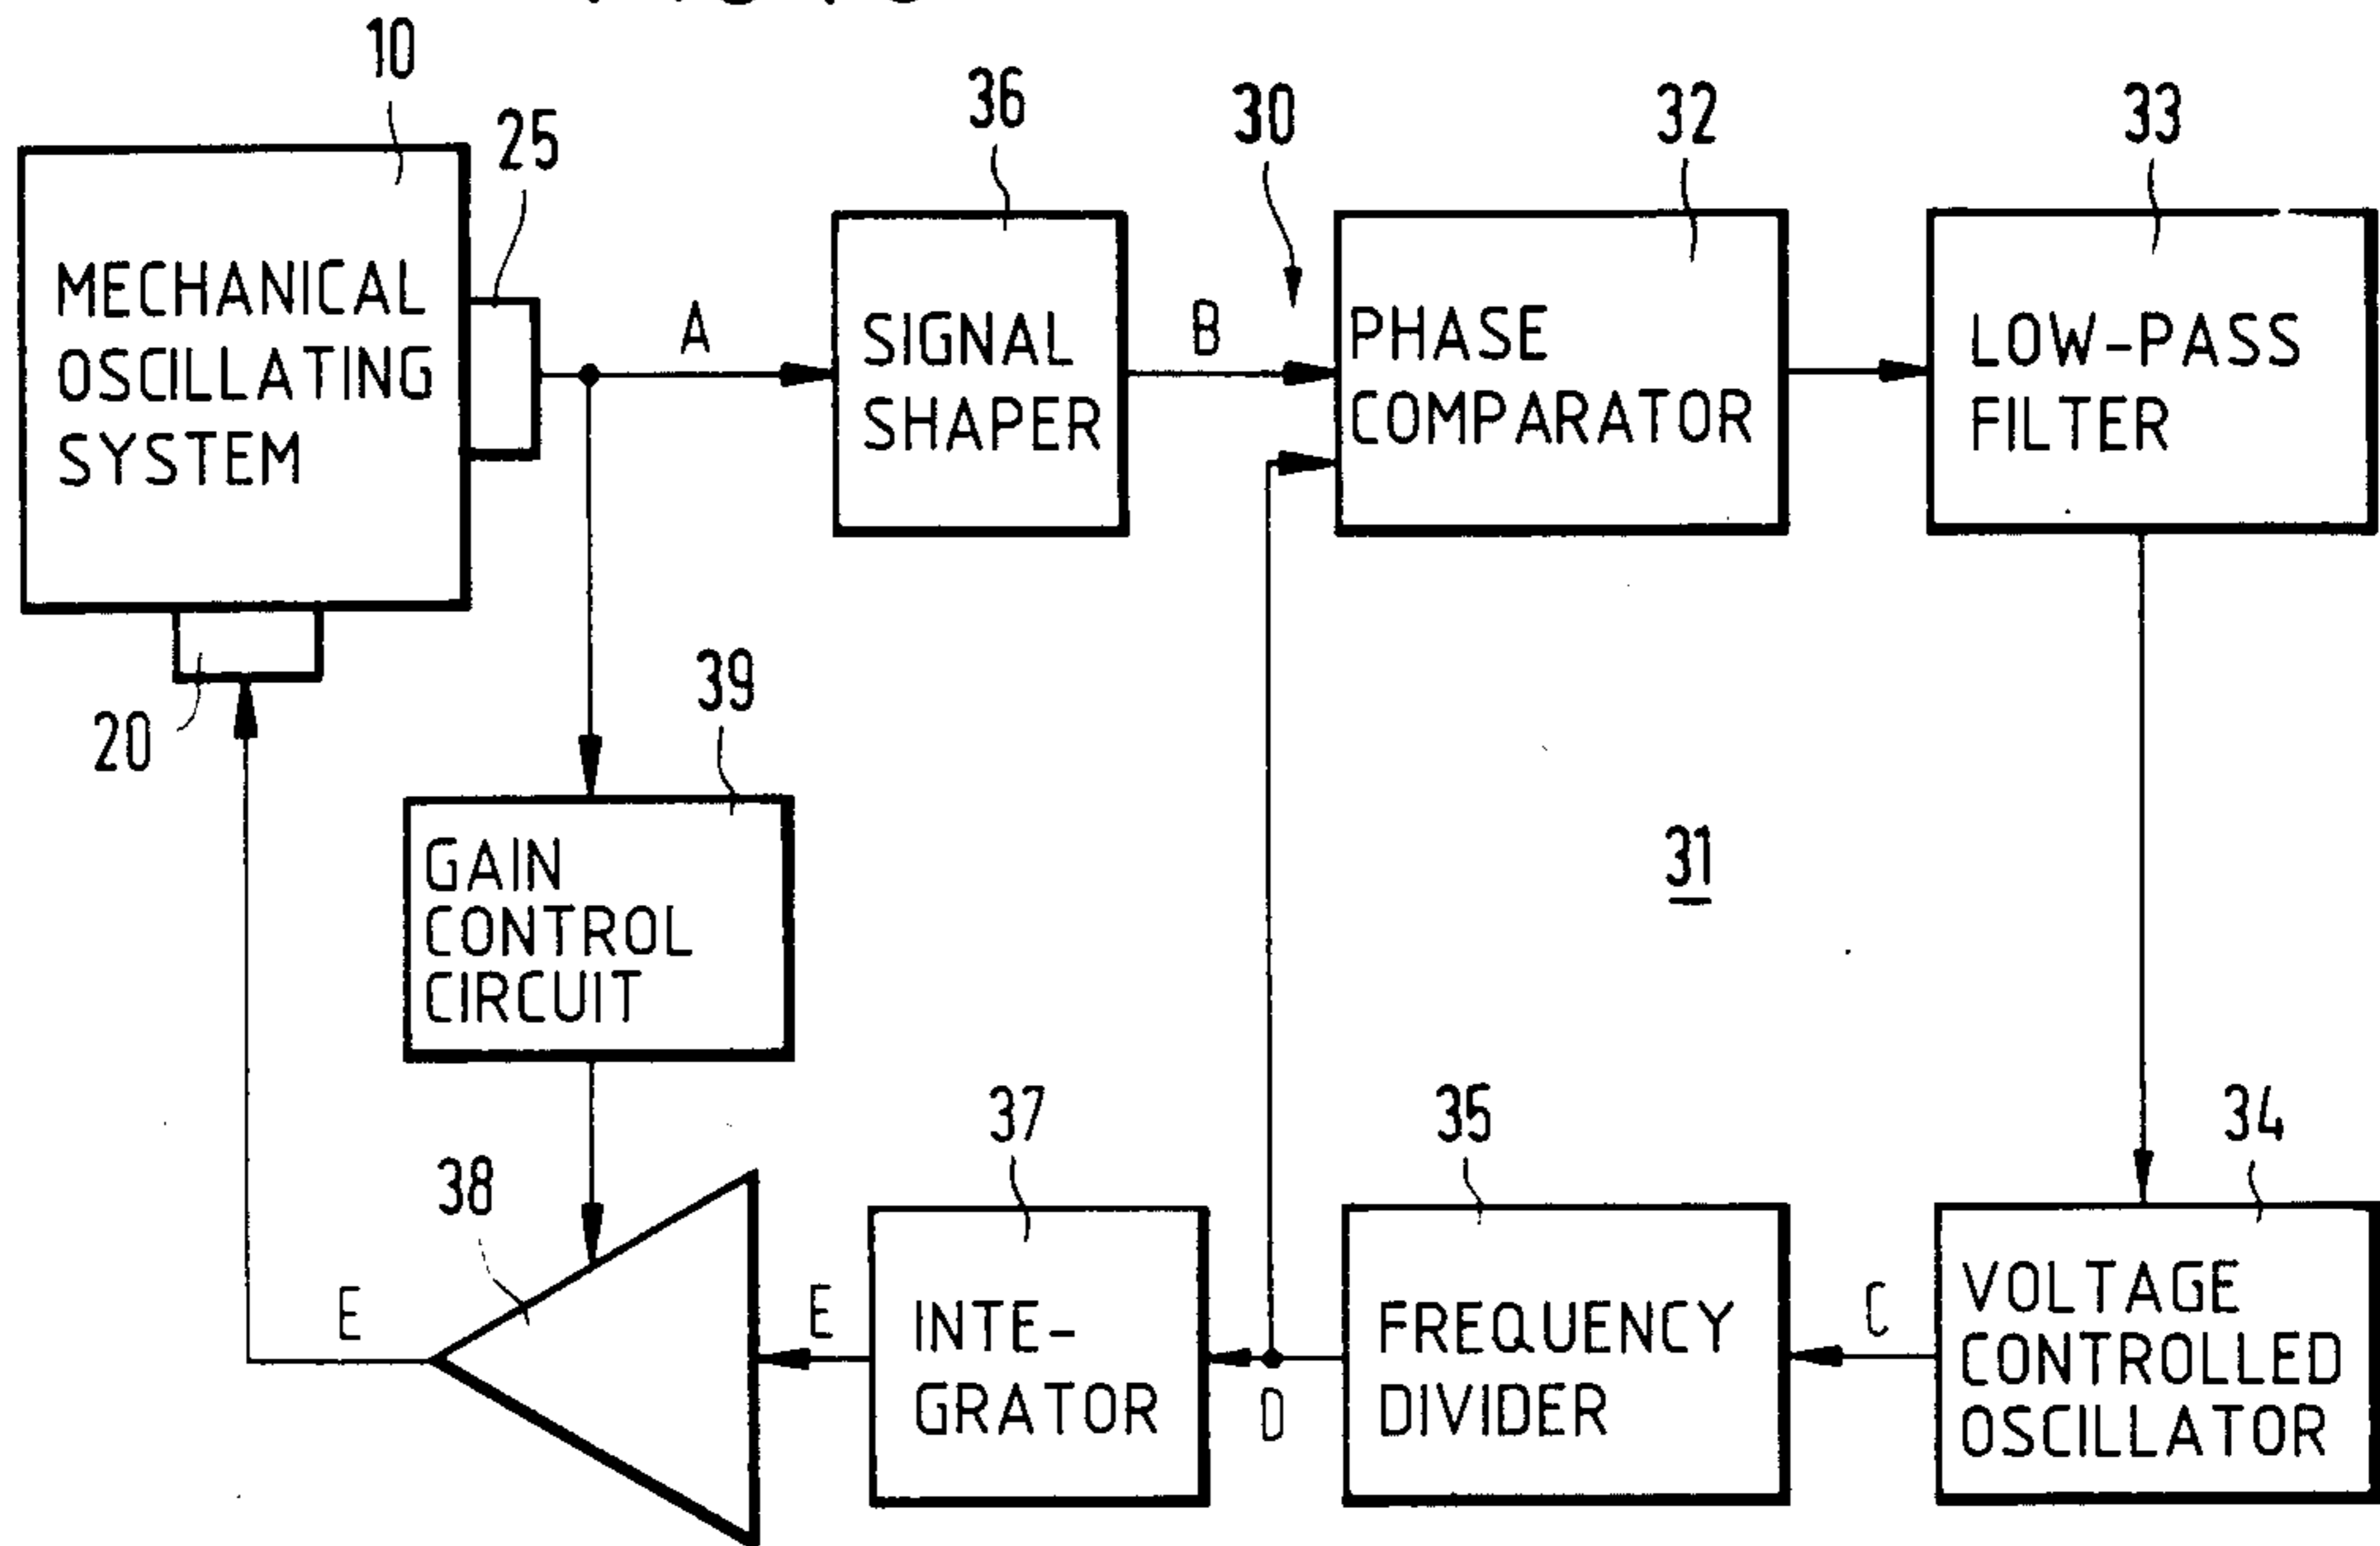 10
25
36
30
32
33
MECHANICAL
OSCILLATING
SYSTEM
A
SIGNAL
SHAPER
B
PHASE
COMPARATOR
LOW-PASS
FILTER
20
39
GAIN
CONTROL
CIRCUIT
31
38
37
35
34
E
E
INTE-
GRATOR
D
FREQUENCY
DIVIDER
C
VOLTAGE
CONTROLLED
OSCILLATOR